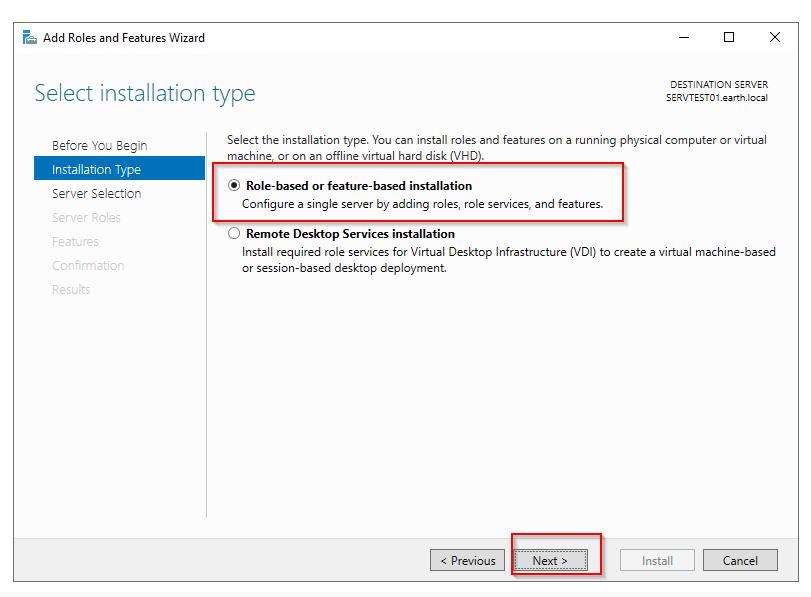 Add Roles and Features Wizard
Select installation type
DESTINATION SERVER
SERVTEST01.earth.local
Before You Begin
Installation Type
Server Selection
Server Roles
Features
Confirmation
Results
Select the installation type. You can install roles and features on a running physical computer or virtual
machine, or on an offline virtual hard disk (VHD).
Role-based or feature-based installation
Configure a single server by adding roles, role services, and features.
Remote Desktop Services installation
Install required role services for Virtual Desktop Infrastructure (VDI) to create a virtual machine-based
or session-based desktop deployment.
< Previous
Next >
Install
Cancel